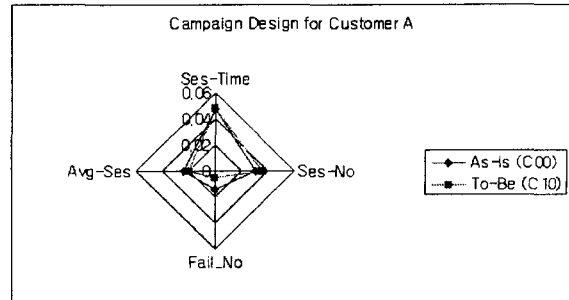 Campaign Design for Customer A
Ses-Time
0.06
0.04
0.02
0
Avg-Ses
Ses-No
Fail_No
As-Is (C00)
To-Be (C10)